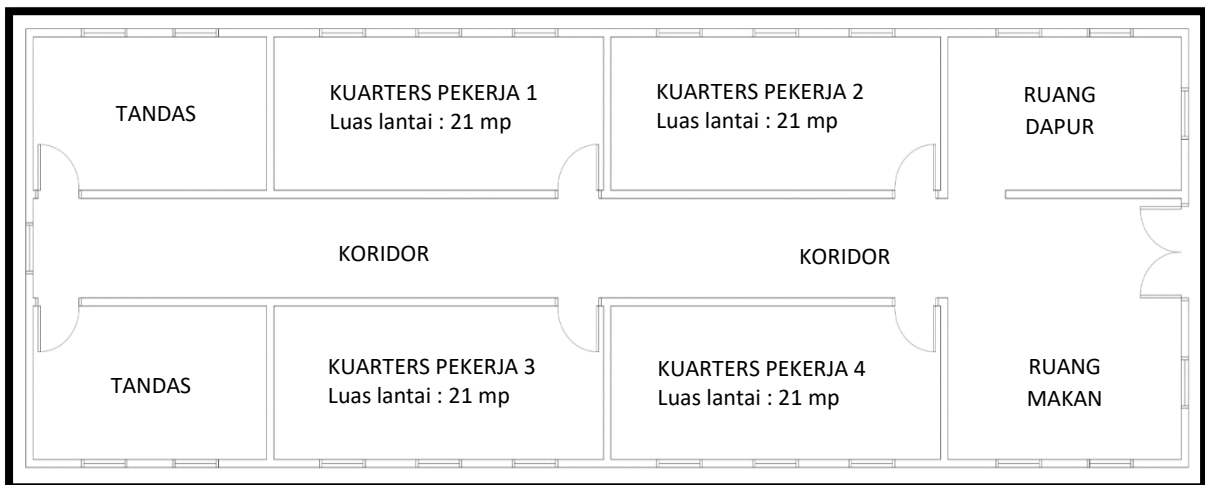 TANDAS
KUARTERS PEKERJA 1
Luas lantai : 21 mp
KUARTERS PEKERJA 2
Luas lantai : 21 mp
RUANG
DAPUR
KORIDOR
KORIDOR
TANDAS
KUARTERS PEKERJA 3
Luas lantai : 21 mp
KUARTERS PEKERJA 4
Luas lantai : 21 mp
RUANG
MAKAN